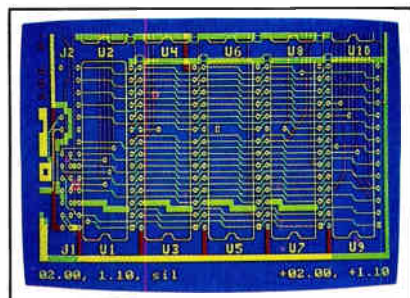 J2 U2 U4 U6 U8 U10
J1 U1 U3 U5 U7 U9
02.00, 1.10, sil +02.00, +1.10